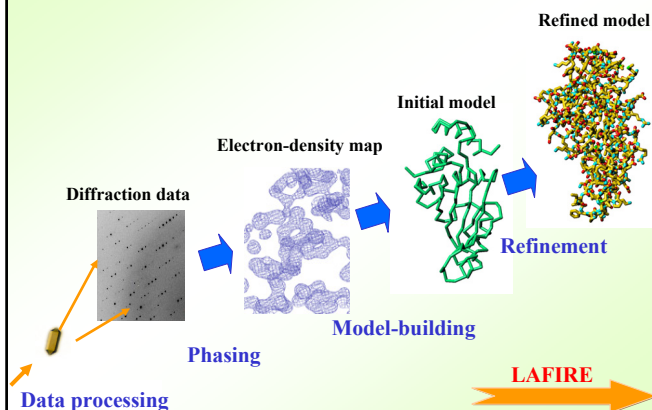 Refined model
Initial model
Electron-density map
Diffraction data
Refinement
Model-building
Phasing
LAFIRE
Data processing